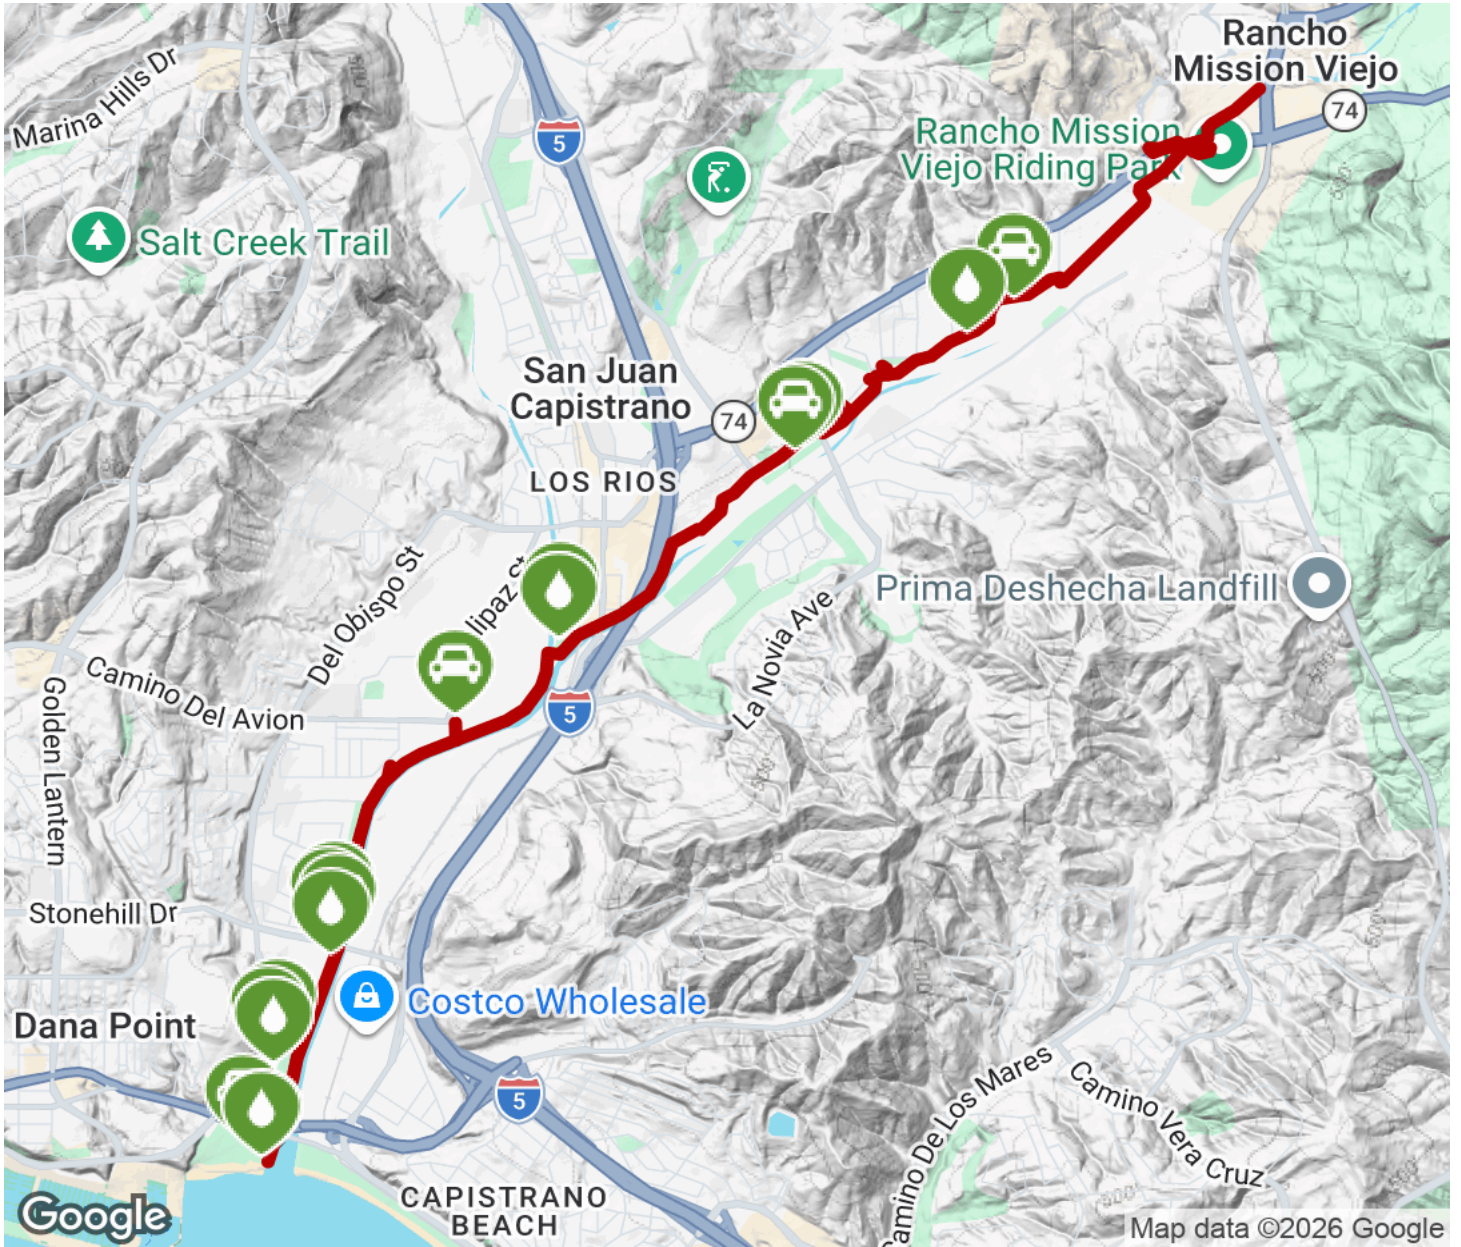 Rancho
Mission Viejo
Marina Hills Dr
5
74
Rancho Mission
Viejo Riding Park
Salt Creek Trail
San Juan
Capistrano
74
LOS RIOS
Del Obispo St
lipaz St
Prima Deshecha Landfill
La Novia Ave
Camino Del Avion
Golden Lantern
5
Stonehill Dr
Costco Wholesale
Dana Point
5
Camino De Los Mares
Camino Vera Cruz
CAPISTRANO
BEACH
Google
Map data ©2026 Google